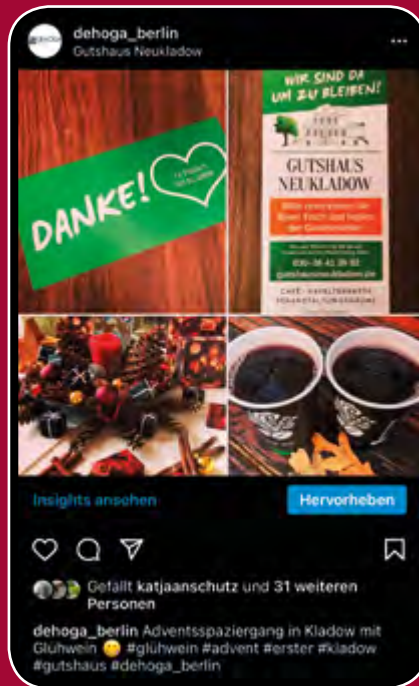 dehoga_berlin
Gutshaus Neukladow
DANKE!
WIR SIND DA
UM ZU BLEIBEN!
GUTSHAUS
NEUKLADOW
CAFÉ
Insights ansehen
Hervorheben
Gefällt katjaanschutz und 31 weiteren
Personen
dehoga_berlin Adventsspaziergang in Kladow mit
Glühwein 😋 #glühwein #advent #erster #kladow
#gutshaus #dehoga_berlin